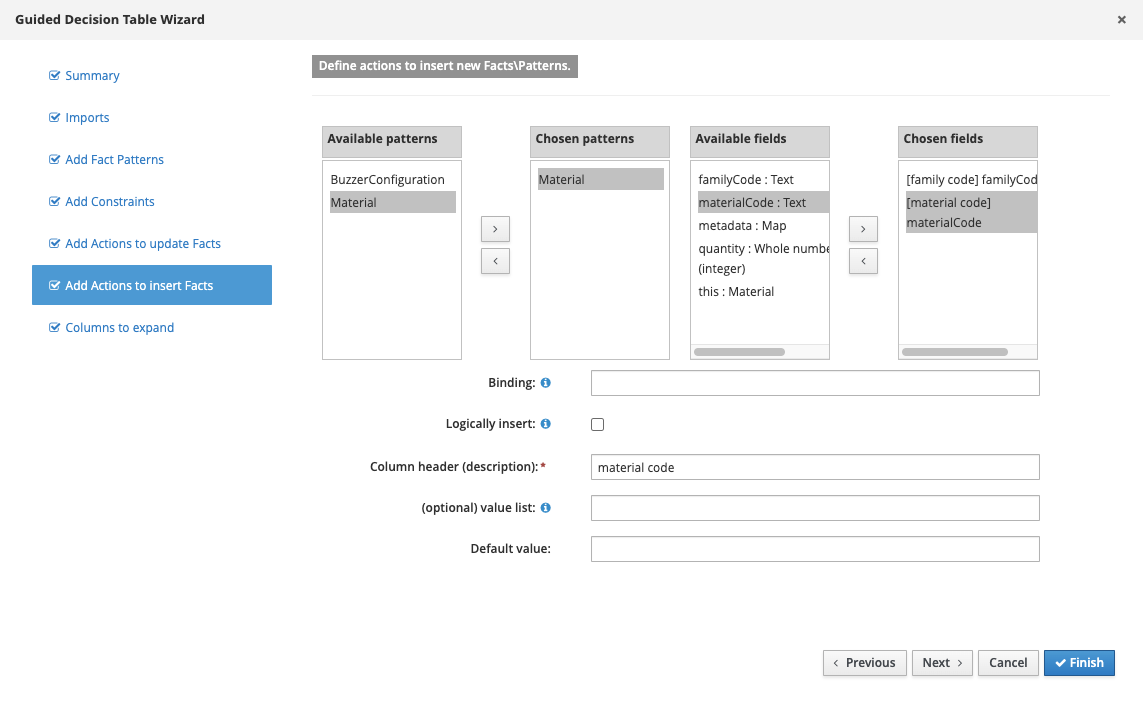 Guided Decision Table Wizard
×
Summary
Imports
Add Fact Patterns
Add Constraints
Add Actions to update Facts
Add Actions to insert Facts
Columns to expand
Define actions to insert new Facts\Patterns.
Available patterns
BuzzerConfiguration
Material
>
<
Chosen patterns
Material
Available fields
familyCode : Text
materialCode : Text
metadata : Map
quantity : Whole numbe
(integer)
this : Material
>
<
Chosen fields
[family code] familyCod
[material code]
materialCode
Binding:
Logically insert:
Column header (description):*
material code
(optional) value list:
Default value:
< Previous
Next >
Cancel
Finish